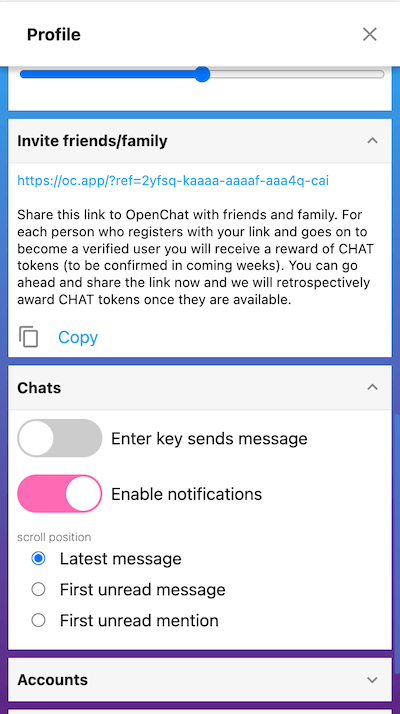 Profile
Invite friends/family
https://oc.app/?ref=2yfsq-kaaaa-aaaaf-aaa4q-cai
Share this link to OpenChat with friends and family. For
each person who registers with your link and goes on to
become a verified user you will receive a reward of CHAT
tokens (to be confirmed in coming weeks). You can go
ahead and share the link now and we will retrospectively
award CHAT tokens once they are available.
Copy
Chats
Enter key sends message
Enable notifications
scroll position
Latest message
First unread message
First unread mention
Accounts